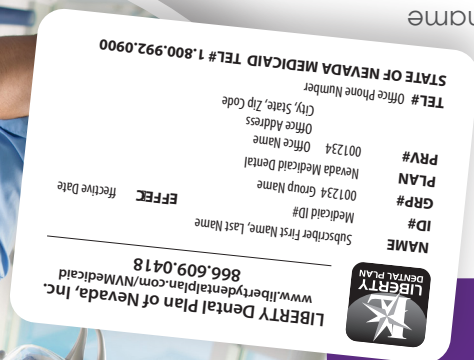 LIBERTY
DENTAL PLAN
LIBERTY Dental Plan of Nevada, Inc.
www.libertydentalplan.com/NVMedicaid
866.609.0418
NAME Subscriber First Name, Last Name
ID# Medicaid ID#
GRP# 001234 Group Name ffective Date
PLAN Nevada Medicaid Dental
PRV# 001234 Office Name
Office Address
City, State, Zip Code
TEL# Office Phone Number
STATE OF NEVADA MEDICAID TEL# 1.800.992.0900
name